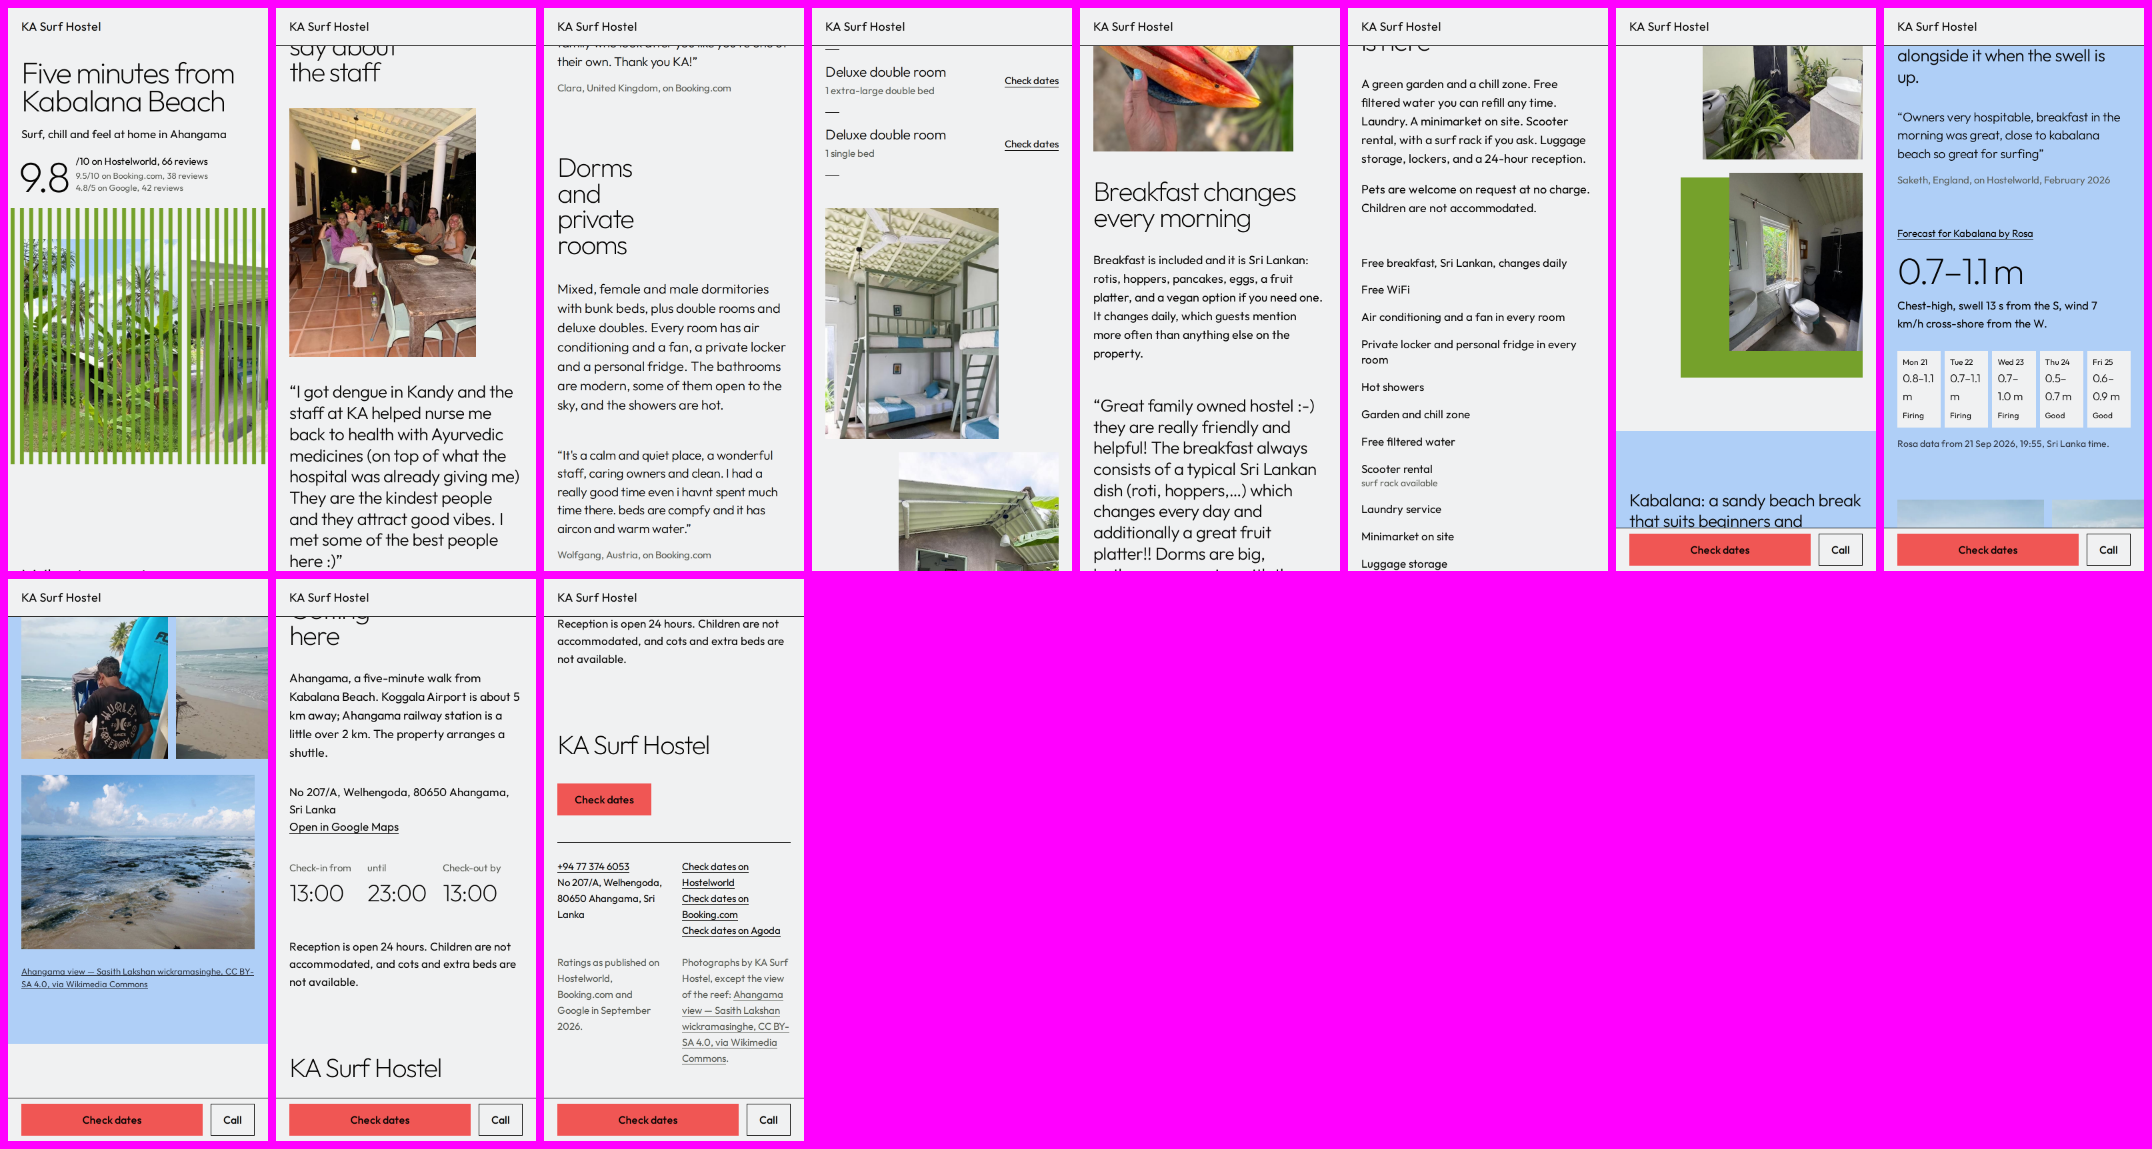 KA Surf Hostel
Five minutes from
Kabalana Beach
Surf, chill and feel at home in Ahangama
9.8
/10 on Hostelworld, 66 reviews
9.5/10 on Booking.com, 38 reviews
4.8/5 on Google, 42 reviews
KA Surf Hostel
say about
the staff
“I got dengue in Kandy and the
staff at KA helped nurse me
back to health with Ayurvedic
medicines (on top of what the
hospital was already giving me)
They are the kindest people
and they attract good vibes. I
met some of the best people
here :)”
KA Surf Hostel
family who look after you like you're one of
their own. Thank you KA!”
Clara, United Kingdom, on Booking.com
Dorms
and
private
rooms
Mixed, female and male dormitories
with bunk beds, plus double rooms and
deluxe doubles. Every room has air
conditioning and a fan, a private locker
and a personal fridge. The bathrooms
are modern, some of them open to the
sky, and the showers are hot.
“It's a calm and quiet place, a wonderful
staff, caring owners and clean. I had a
really good time even i havnt spent much
time there. beds are compfy and it has
aircon and warm water.”
Wolfgang, Austria, on Booking.com
KA Surf Hostel
Deluxe double room
1 extra-large double bed
Check dates
Deluxe double room
1 single bed
Check dates
KA Surf Hostel
Breakfast changes
every morning
Breakfast is included and it is Sri Lankan:
rotis, hoppers, pancakes, eggs, a fruit
platter, and a vegan option if you need one.
It changes daily, which guests mention
more often than anything else on the
property.
“Great family owned hostel :-)
they are really friendly and
helpful! The breakfast always
consists of a typical Sri Lankan
dish (roti, hoppers,...) which
changes every day and
additionally a great fruit
platter!! Dorms are big,
KA Surf Hostel
is here
A green garden and a chill zone. Free
filtered water you can refill any time.
Laundry. A minimarket on site. Scooter
rental, with a surf rack if you ask. Luggage
storage, lockers, and a 24-hour reception.
Pets are welcome on request at no charge.
Children are not accommodated.
Free breakfast, Sri Lankan, changes daily
Free WiFi
Air conditioning and a fan in every room
Private locker and personal fridge in every
room
Hot showers
Garden and chill zone
Free filtered water
Scooter rental
surf rack available
Laundry service
Minimarket on site
Luggage storage
KA Surf Hostel
Kabalana: a sandy beach break
that suits beginners and
Check dates
Call
KA Surf Hostel
alongside it when the swell is
up.
“Owners very hospitable, breakfast in the
morning was great, close to kabalana
beach so great for surfing”
Saketh, England, on Hostelworld, February 2026
Forecast for Kabalana by Rosa
0.7–1.1 m
Chest-high, swell 13 s from the S, wind 7
km/h cross-shore from the W.
Mon 21
0.8–1.1
m
Firing
Tue 22
0.7–1.1
m
Firing
Wed 23
0.7–
1.0 m
Firing
Thu 24
0.5–
0.7 m
Good
Fri 25
0.6–
0.9 m
Good
Rosa data from 21 Sep 2026, 19:55, Sri Lanka time.
Check dates
Call
KA Surf Hostel
HURLEY
FREEDOM
Ahangama view — Sasith Lakshan wickramasinghe, CC BY-
SA 4.0, via Wikimedia Commons
Check dates
Call
KA Surf Hostel
Getting
here
Ahangama, a five-minute walk from
Kabalana Beach. Koggala Airport is about 5
km away; Ahangama railway station is a
little over 2 km. The property arranges a
shuttle.
No 207/A, Welhengoda, 80650 Ahangama,
Sri Lanka
Open in Google Maps
Check-in from
13:00
until
23:00
Check-out by
13:00
Reception is open 24 hours. Children are not
accommodated, and cots and extra beds are
not available.
KA Surf Hostel
Check dates
Call
KA Surf Hostel
Reception is open 24 hours. Children are not
accommodated, and cots and extra beds are
not available.
KA Surf Hostel
Check dates
+94 77 374 6053
No 207/A, Welhengoda,
80650 Ahangama, Sri
Lanka
Check dates on
Hostelworld
Check dates on
Booking.com
Check dates on Agoda
Ratings as published on
Hostelworld,
Booking.com and
Google in September
2026.
Photographs by KA Surf
Hostel, except the view
of the reef: Ahangama
view — Sasith Lakshan
wickramasinghe, CC BY-
SA 4.0, via Wikimedia
Commons.
Check dates
Call